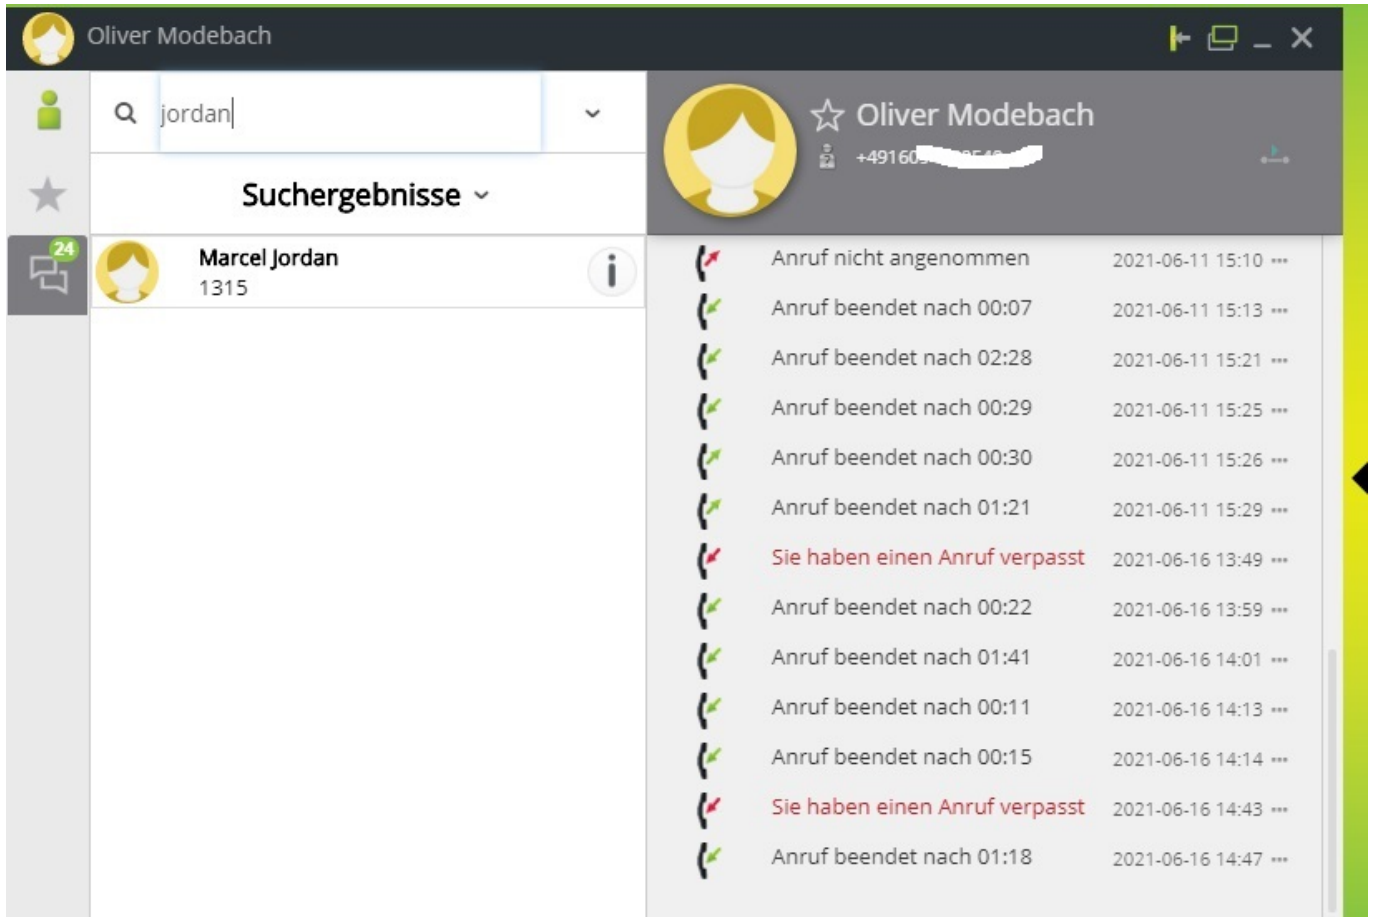 Oliver Modebach
jordan
Suchergebnisse
24
Marcel Jordan
1315
i
Oliver Modebach
+49160
Anruf nicht angenommen 2021-06-11 15:10 •••
Anruf beendet nach 00:07 2021-06-11 15:13 •••
Anruf beendet nach 02:28 2021-06-11 15:21 •••
Anruf beendet nach 00:29 2021-06-11 15:25 •••
Anruf beendet nach 00:30 2021-06-11 15:26 •••
Anruf beendet nach 01:21 2021-06-11 15:29 •••
Sie haben einen Anruf verpasst 2021-06-16 13:49 •••
Anruf beendet nach 00:22 2021-06-16 13:59 •••
Anruf beendet nach 01:41 2021-06-16 14:01 •••
Anruf beendet nach 00:11 2021-06-16 14:13 •••
Anruf beendet nach 00:15 2021-06-16 14:14 •••
Sie haben einen Anruf verpasst 2021-06-16 14:43 •••
Anruf beendet nach 01:18 2021-06-16 14:47 •••